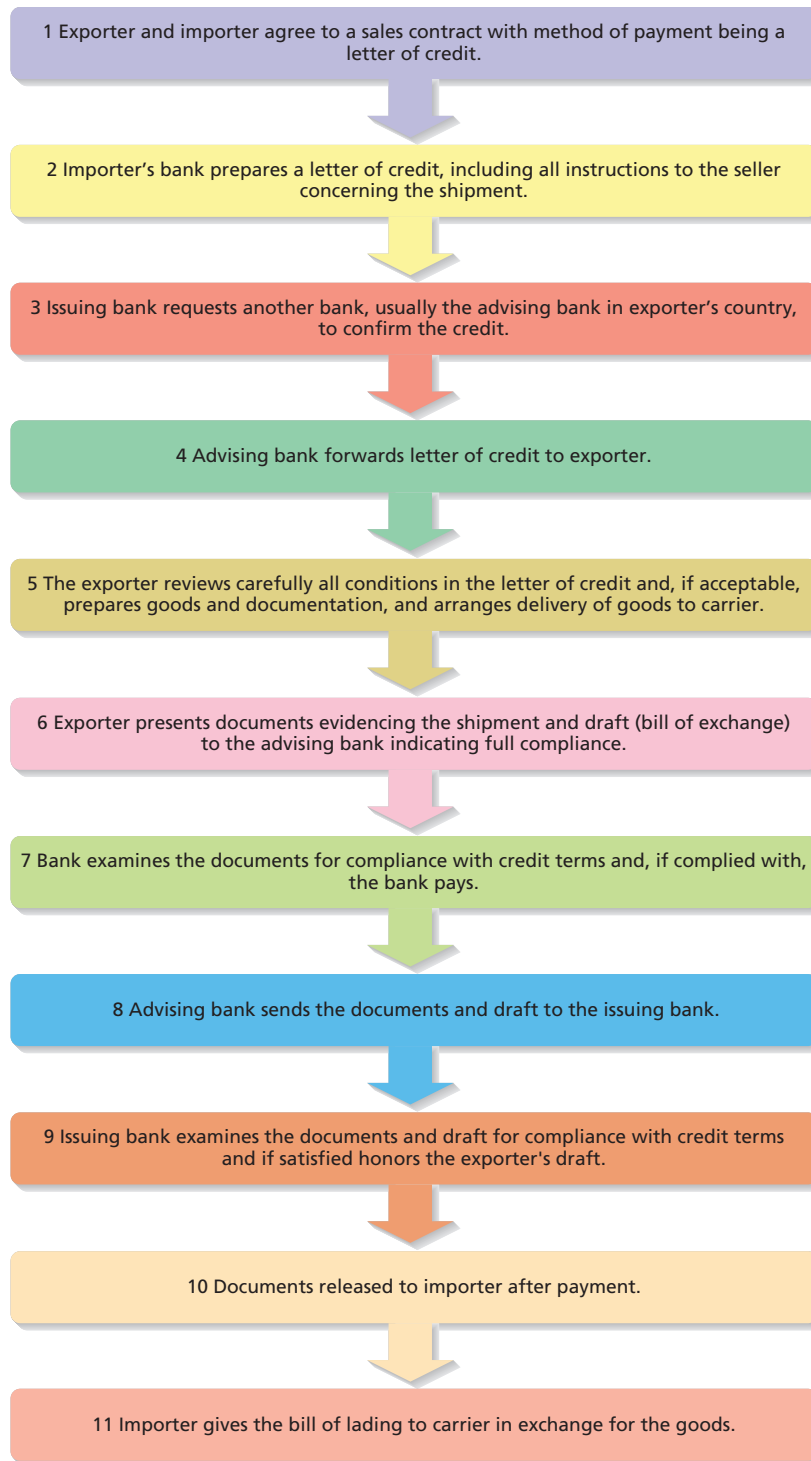 1 Exporter and importer agree to a sales contract with method of payment being a
letter of credit.
2 Importer’s bank prepares a letter of credit, including all instructions to the seller
concerning the shipment.
3 Issuing bank requests another bank, usually the advising bank in exporter’s country,
to confirm the credit.
4 Advising bank forwards letter of credit to exporter.
5 The exporter reviews carefully all conditions in the letter of credit and, if acceptable,
prepares goods and documentation, and arranges delivery of goods to carrier.
6 Exporter presents documents evidencing the shipment and draft (bill of exchange)
to the advising bank indicating full compliance.
7 Bank examines the documents for compliance with credit terms and, if complied with,
the bank pays.
8 Advising bank sends the documents and draft to the issuing bank.
9 Issuing bank examines the documents and draft for compliance with credit terms
and if satisfied honors the exporter's draft.
10 Documents released to importer after payment.
11 Importer gives the bill of lading to carrier in exchange for the goods.